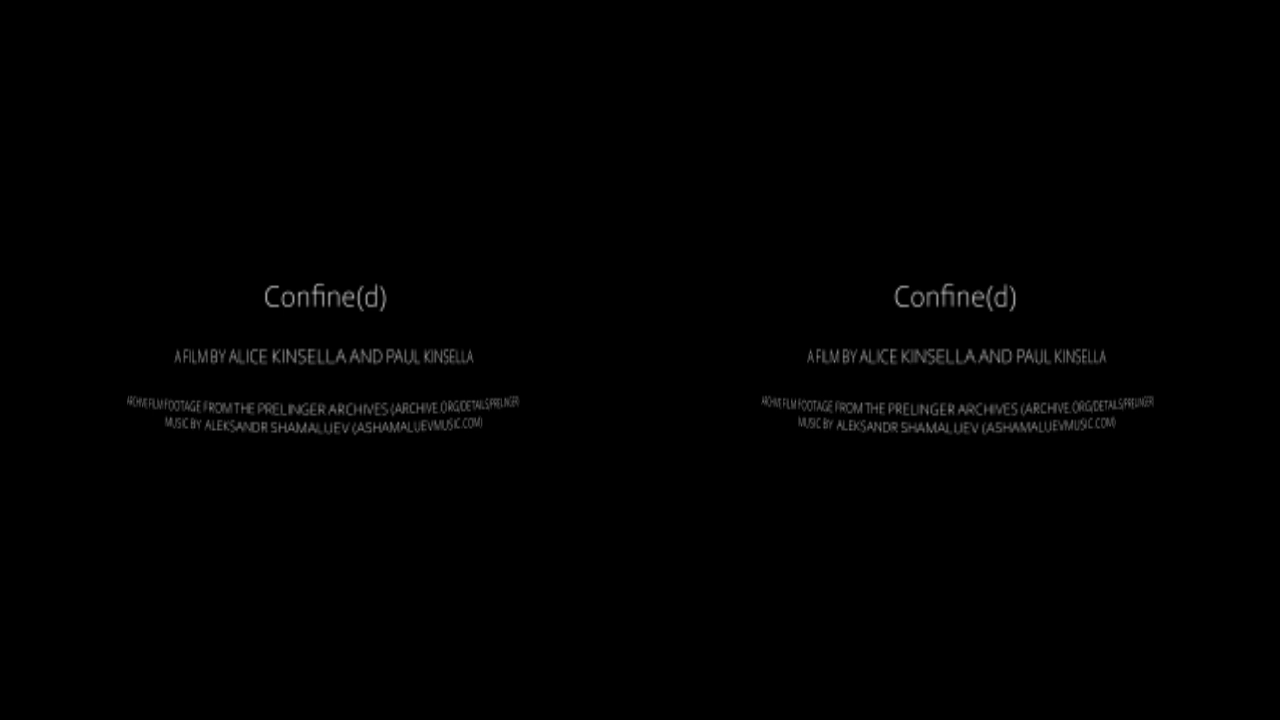 Confine(d)
A FILM BY ALICE KINSELLA AND PAUL KINSELLA
ARCHIVE FILM FOOTAGE FROM THE PRELINGER ARCHIVES (ARCHIVE.ORG/DETAILS/PRELINGER)
MUSIC BY ALEKSANDR SHAMALUEV (ASHAMALUEVMUSIC.COM)
Confine(d)
A FILM BY ALICE KINSELLA AND PAUL KINSELLA
ARCHIVE FILM FOOTAGE FROM THE PRELINGER ARCHIVES (ARCHIVE.ORG/DETAILS/PRELINGER)
MUSIC BY ALEKSANDR SHAMALUEV (ASHAMALUEVMUSIC.COM)